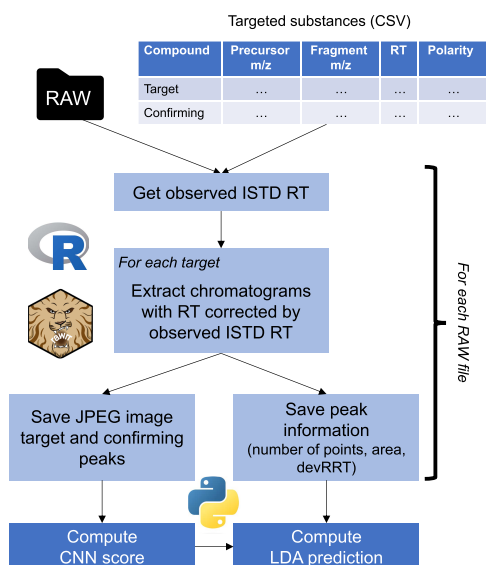 Targeted substances (CSV)
Compound Precursor m/z Fragment m/z RT Polarity
Target ... ... ... ...
Confirming ... ... ... ...
RAW
Get observed ISTD RT
For each target
Extract chromatograms
with RT corrected by
observed ISTD RT
R
For each RAW file
Save JPEG image
target and confirming
peaks
Save peak
information
(number of points, area,
devRRT)
Compute
CNN score
Compute
LDA prediction